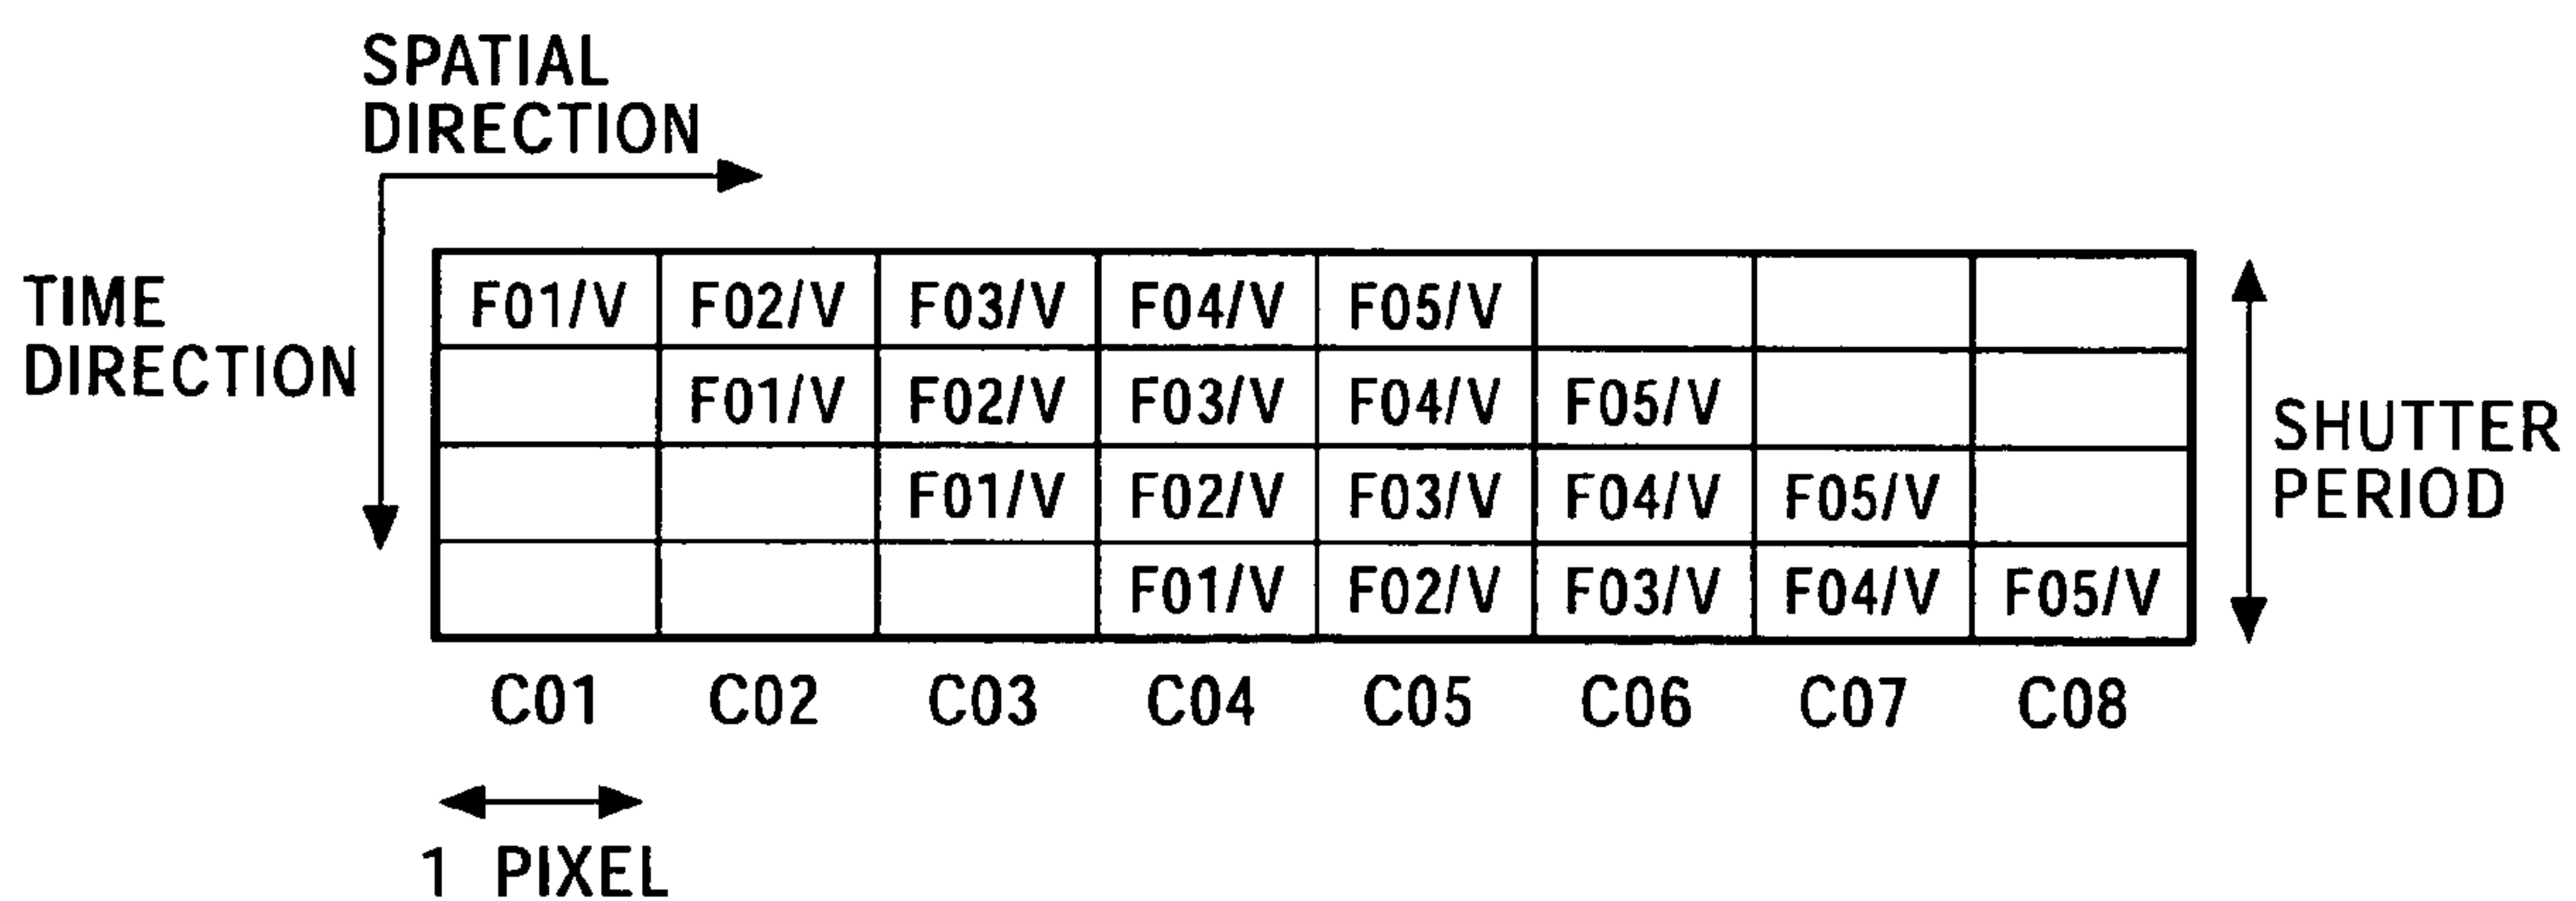 SPATIAL
DIRECTION
TIME
DIRECTION
F01/V F02/V F03/V F04/V F05/V
F01/V F02/V F03/V F04/V F05/V
F01/V F02/V F03/V F04/V F05/V
F01/V F02/V F03/V F04/V F05/V
SHUTTER
PERIOD
C01 C02 C03 C04 C05 C06 C07 C08
1 PIXEL